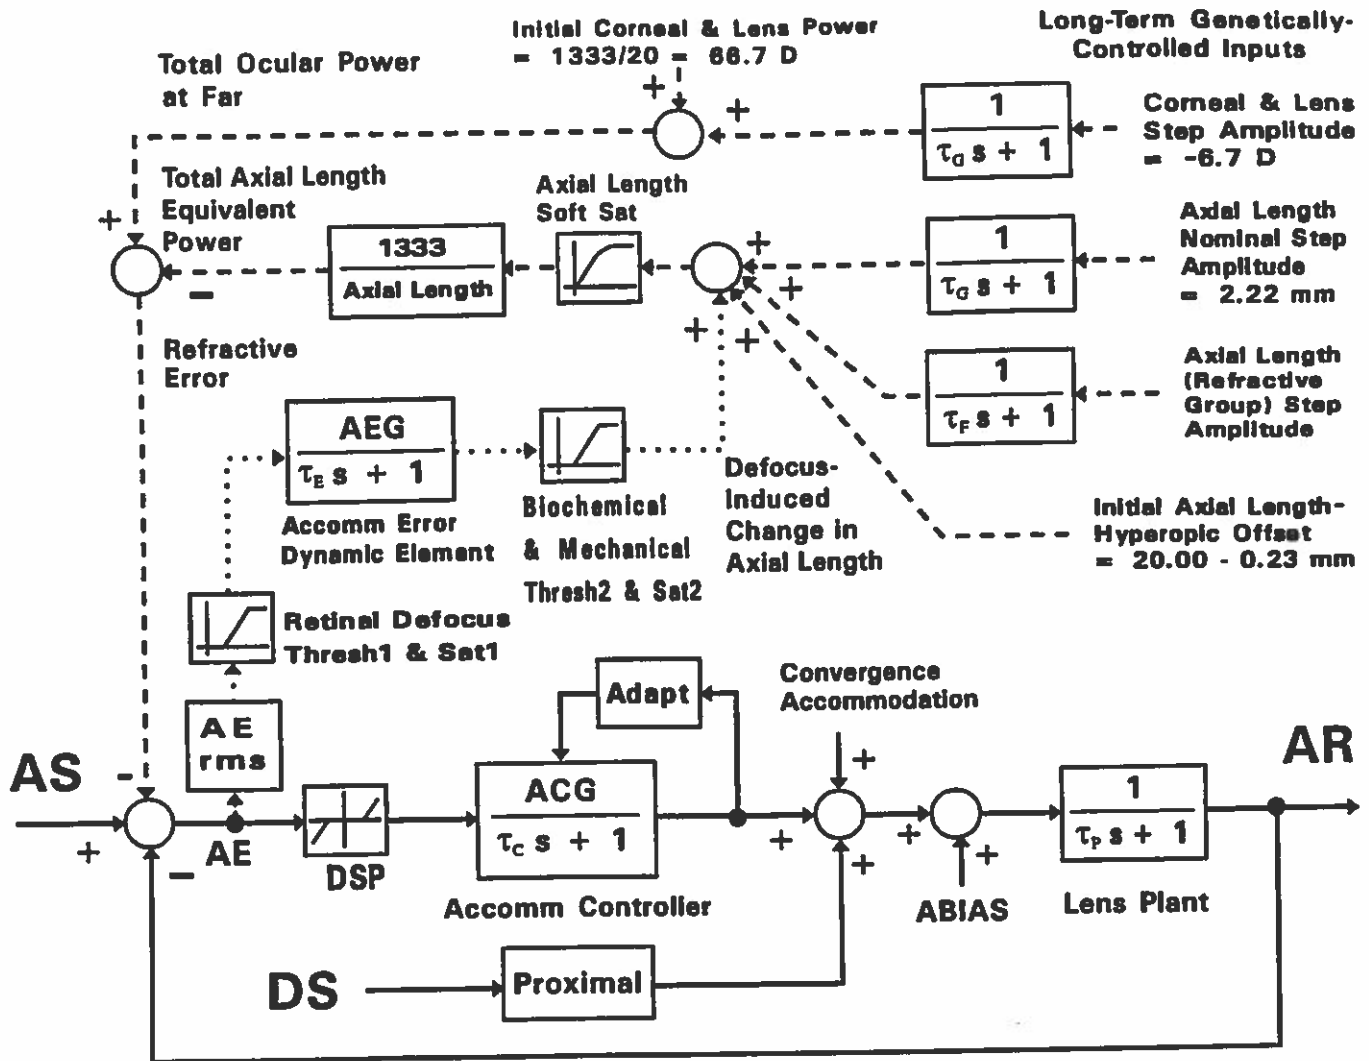 Initial Corneal & Lens Power
= 1333/20 = 66.7 D
Long-Term Genetically-
Controlled Inputs
Total Ocular Power
at Far
+
+
1
τG s + 1
Corneal & Lens
Step Amplitude
= -6.7 D
Total Axial Length
Equivalent
Power
+
−
Axial Length
Soft Sat
1333
Axial Length
+
+
+
+
1
τG s + 1
Axial Length
Nominal Step
Amplitude
= 2.22 mm
Refractive
Error
1
τF s + 1
Axial Length
(Refractive
Group) Step
Amplitude
AEG
τE s + 1
Accomm Error
Dynamic Element
Biochemical
& Mechanical
Thresh2 & Sat2
Defocus-
Induced
Change in
Axial Length
Initial Axial Length-
Hyperopic Offset
= 20.00 - 0.23 mm
Retinal Defocus
Thresh1 & Sat1
AE
rms
Adapt
Convergence
Accommodation
AS
-
+
−
AE
DSP
ACG
τC s + 1
Accomm Controller
+
+
+
+
+
ABIAS
1
τP s + 1
Lens Plant
AR
DS
Proximal